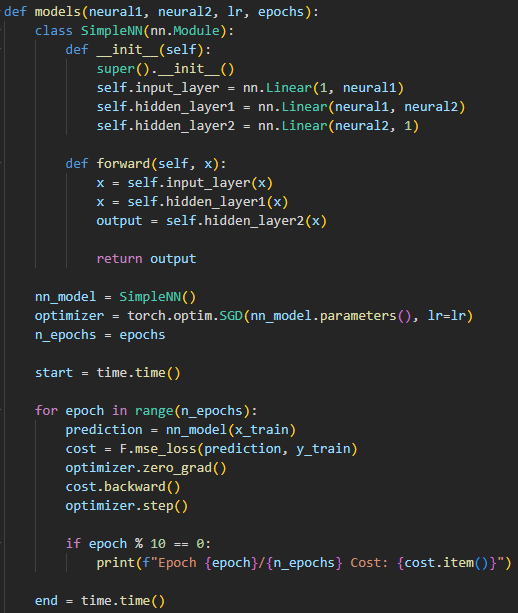 def models(neural1, neural2, lr, epochs):
    class SimpleNN(nn.Module):
        def __init__(self):
            super().__init__()
            self.input_layer = nn.Linear(1, neural1)
            self.hidden_layer1 = nn.Linear(neural1, neural2)
            self.hidden_layer2 = nn.Linear(neural2, 1)

        def forward(self, x):
            x = self.input_layer(x)
            x = self.hidden_layer1(x)
            output = self.hidden_layer2(x)

            return output

    nn_model = SimpleNN()
    optimizer = torch.optim.SGD(nn_model.parameters(), lr=lr)
    n_epochs = epochs

    start = time.time()

    for epoch in range(n_epochs):
        prediction = nn_model(x_train)
        cost = F.mse_loss(prediction, y_train)
        optimizer.zero_grad()
        cost.backward()
        optimizer.step()

        if epoch % 10 == 0:
            print(f"Epoch {epoch}/{n_epochs} Cost: {cost.item()}")

    end = time.time()